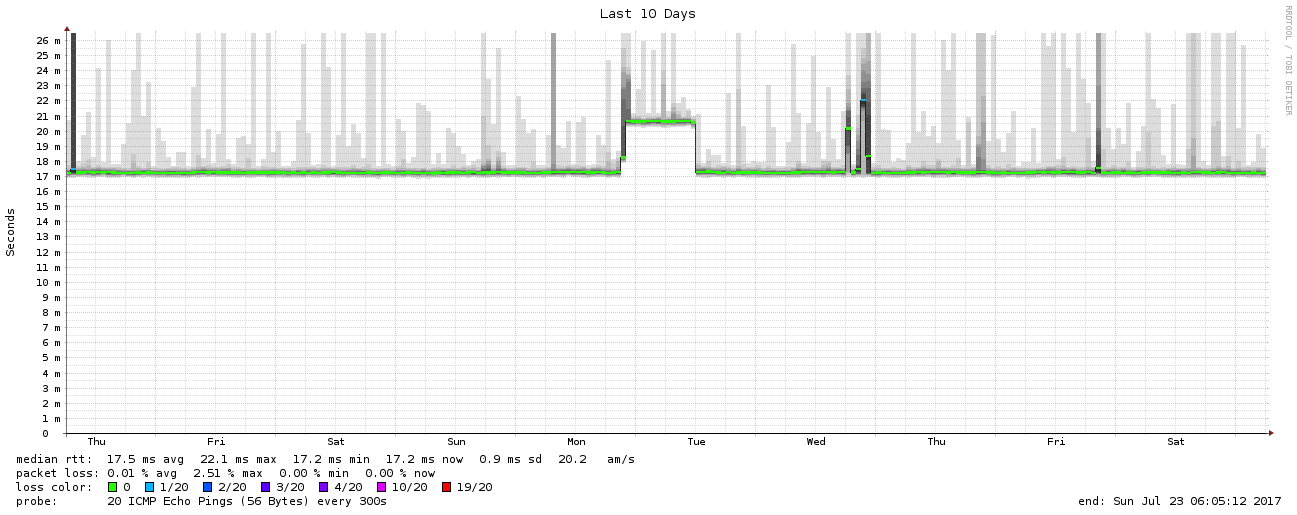 Last 10 Days
RRDTOOL / TOBI OETIKER
Seconds
26 m
25 m
24 m
23 m
22 m
21 m
20 m
19 m
18 m
17 m
16 m
15 m
14 m
13 m
12 m
11 m
10 m
9 m
8 m
7 m
6 m
5 m
4 m
3 m
2 m
1 m
0
Thu Fri Sat Sun Mon Tue Wed Thu Fri Sat
median rtt: 17.5 ms avg 22.1 ms max 17.2 ms min 17.2 ms now 0.9 ms sd 20.2 am/s
packet loss: 0.01 % avg 2.51 % max 0.00 % min 0.00 % now
loss color: 0 1/20 2/20 3/20 4/20 10/20 19/20
probe: 20 ICMP Echo Pings (56 Bytes) every 300s end: Sun Jul 23 06:05:12 2017